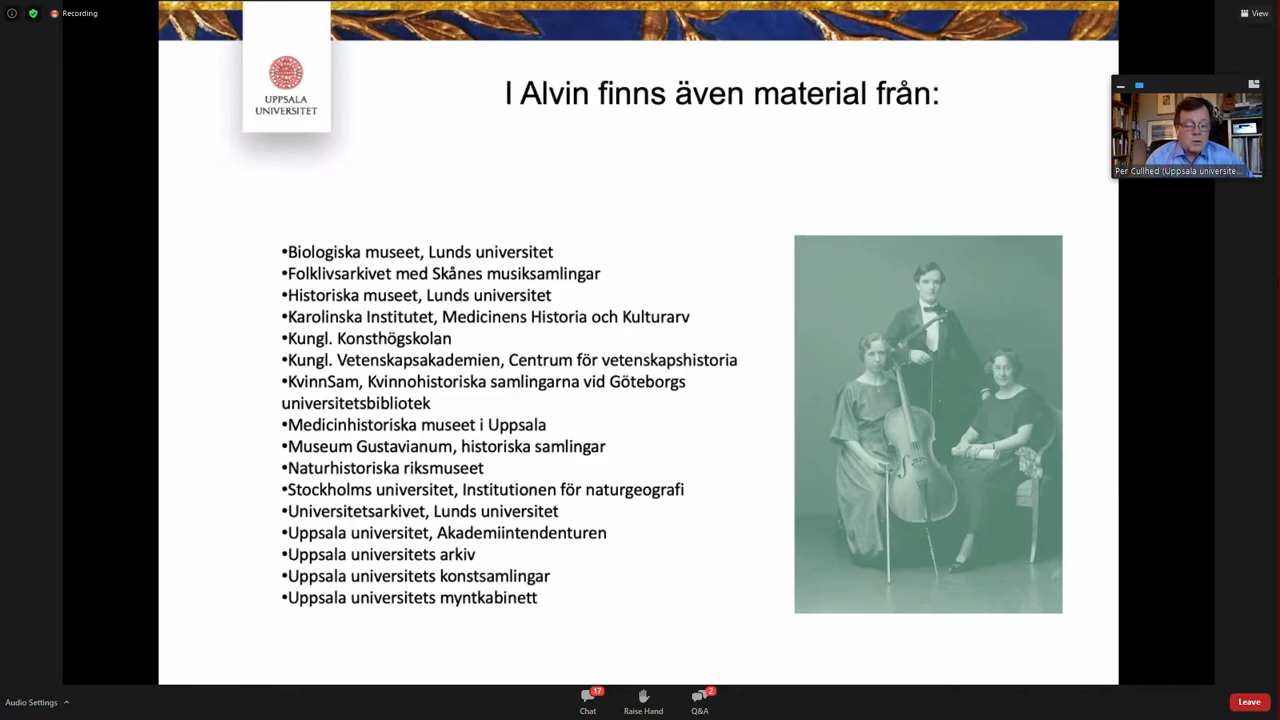 Recording
View
UPPSALA
UNIVERSITET
I Alvin finns även material från:
Per Cullhed (Uppsala universite...
•Biologiska museet, Lunds universitet
•Folklivsarkivet med Skånes musiksamlingar
•Historiska museet, Lunds universitet
•Karolinska Institutet, Medicinens Historia och Kulturarv
•Kungl. Konsthögskolan
•Kungl. Vetenskapsakademien, Centrum för vetenskapshistoria
•KvinnSam, Kvinnohistoriska samlingarna vid Göteborgs
universitetsbibliotek
•Medicinhistoriska museet i Uppsala
•Museum Gustavianum, historiska samlingar
•Naturhistoriska riksmuseet
•Stockholms universitet, Institutionen för naturgeografi
•Universitetsarkivet, Lunds universitet
•Uppsala universitet, Akademiintendenturen
•Uppsala universitets arkiv
•Uppsala universitets konstsamlingar
•Uppsala universitets myntkabinett
Audio Settings
17
Chat
Raise Hand
2
Q&A
Leave